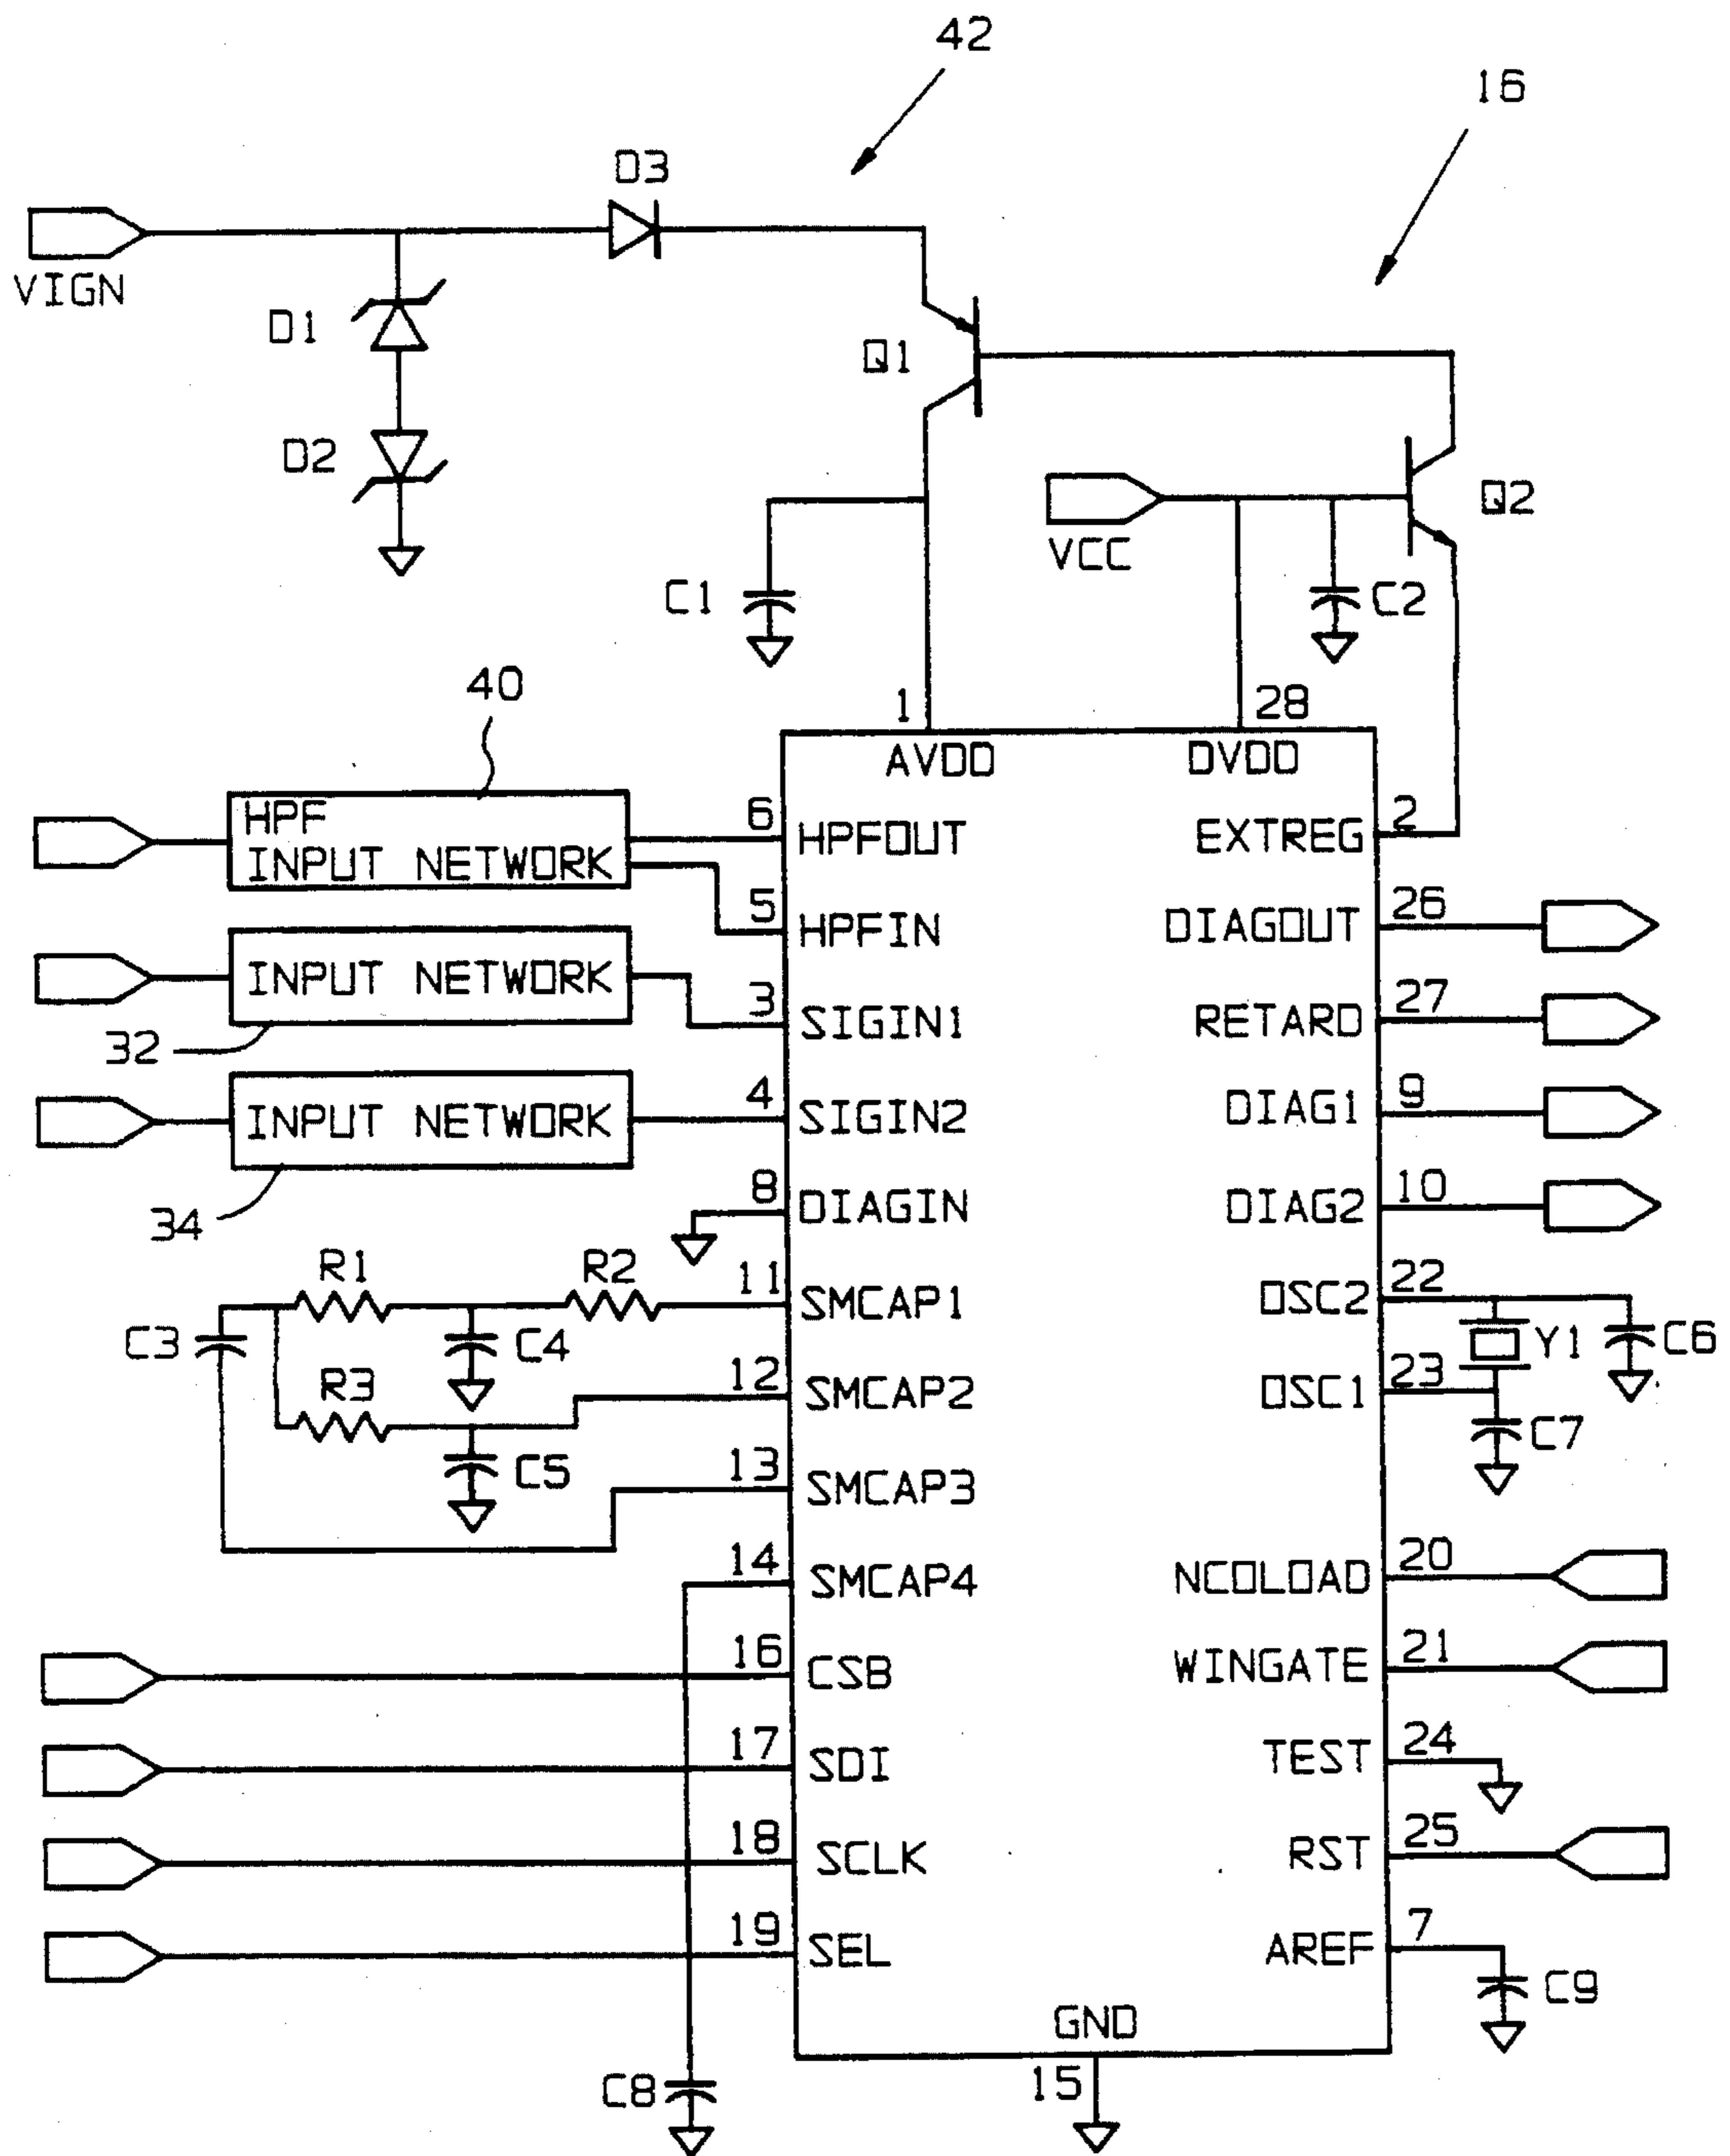 42
16
D3
VIGN
D1
Q1
D2
Q2
VCC
C1
C2
40
1
28
AVDD
DVDD
HPF
INPUT NETWORK
6
HPFOUT
EXTREG
2
5
HPFIN
DIAGOUT
26
INPUT NETWORK
3
SIGIN1
RETARD
27
32
INPUT NETWORK
4
SIGIN2
DIAG1
9
34
8
DIAGIN
DIAG2
10
R1
R2
11
SMCAP1
OSC2
22
C3
C4
Y1
C6
R3
12
SMCAP2
OSC1
23
C7
C5
13
SMCAP3
14
SMCAP4
NCOLOAD
20
16
CSB
WINGATE
21
17
SDI
TEST
24
18
SCLK
RST
25
19
SEL
AREF
7
C9
GND
C8
15